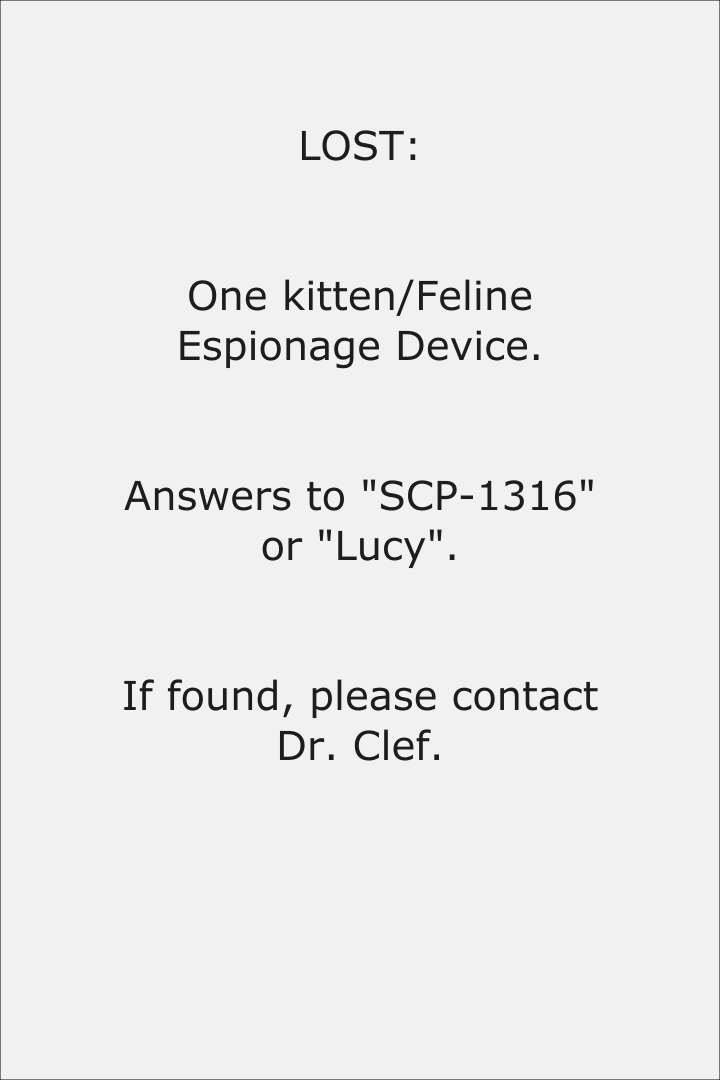 LOST:
One kitten/Feline
Espionage Device.
Answers to "SCP-1316"
or "Lucy".
If found, please contact
Dr. Clef.